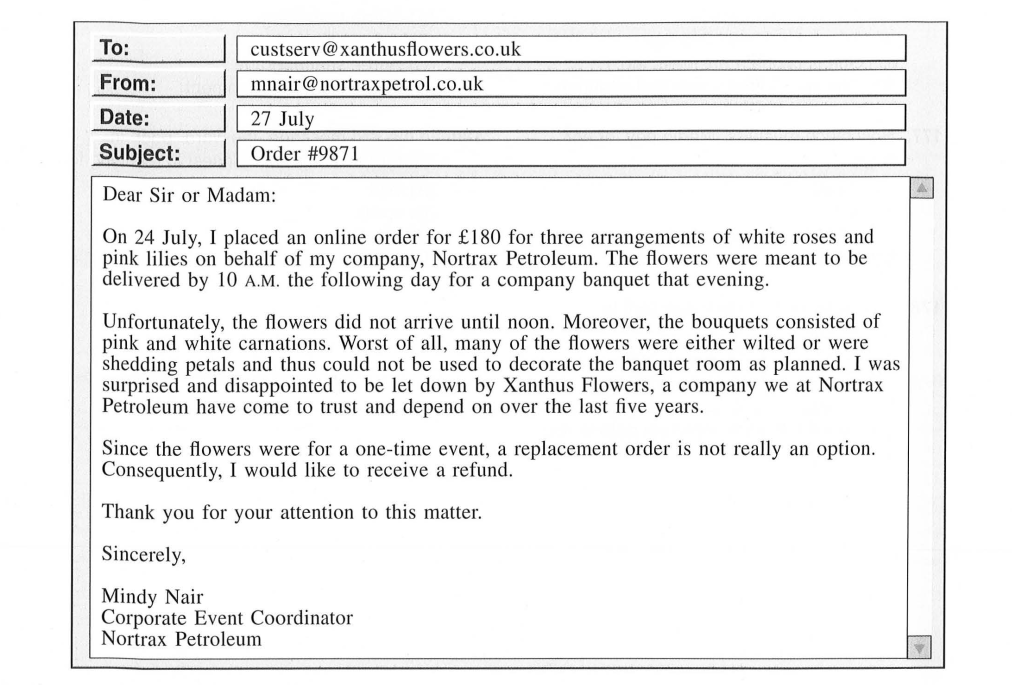 To: custserv@xanthusflowers.co.uk
From: mnair@nortraxpetrol.co.uk
Date: 27 July
Subject: Order #9871
Dear Sir or Madam:
On 24 July, I placed an online order for £180 for three arrangements of white roses and
pink lilies on behalf of my company, Nortrax Petroleum. The flowers were meant to be
delivered by 10 A.M. the following day for a company banquet that evening.
Unfortunately, the flowers did not arrive until noon. Moreover, the bouquets consisted of
pink and white carnations. Worst of all, many of the flowers were either wilted or were
shedding petals and thus could not be used to decorate the banquet room as planned. I was
surprised and disappointed to be let down by Xanthus Flowers, a company we at Nortrax
Petroleum have come to trust and depend on over the last five years.
Since the flowers were for a one-time event, a replacement order is not really an option.
Consequently, I would like to receive a refund.
Thank you for your attention to this matter.
Sincerely,
Mindy Nair
Corporate Event Coordinator
Nortrax Petroleum